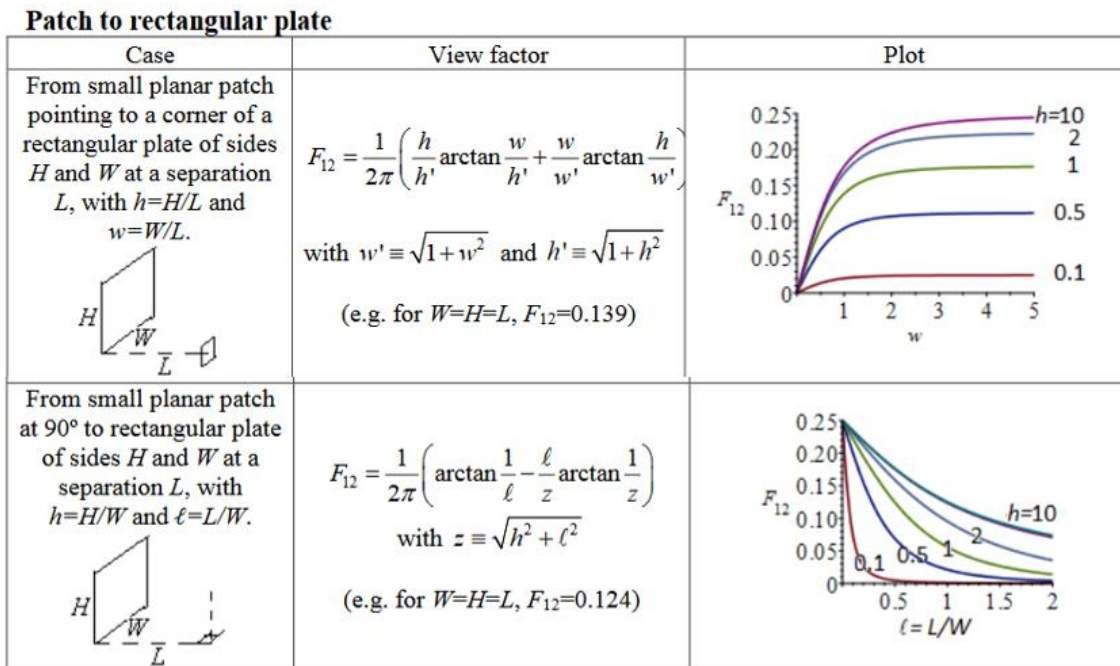 Patch to rectangular plate
Case View factor Plot
From small planar patch
pointing to a corner of a
rectangular plate of sides
H and W at a separation
L, with h=H/L and
w=W/L.
H
W
L
F₁₂ = 1/2π (h/h' arctan w/h' + w/w' arctan h/w')
with w' ≡ √(1+w²) and h' ≡ √(1+h²)
(e.g. for W=H=L, F₁₂=0.139)
0.25
0.20
0.15
F₁₂
0.10
0.05
0
1 2 3 4 5
w
h=10
2
1
0.5
0.1
From small planar patch
at 90º to rectangular plate
of sides H and W at a
separation L, with
h=H/W and ℓ=L/W.
H
W
L
F₁₂ = 1/2π (arctan 1/ℓ − ℓ/z arctan 1/z)
with z ≡ √(h²+ℓ²)
(e.g. for W=H=L, F₁₂=0.124)
0.25
0.20
0.15
F₁₂
0.10
0.05
0
h=10
0.1 0.5 1 2
0.5 1 1.5 2
ℓ = L/W